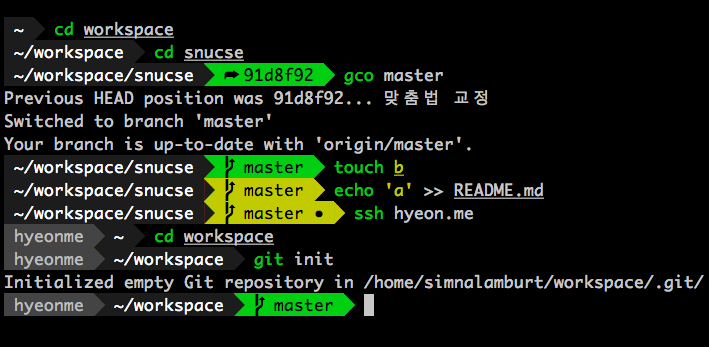 ~ cd workspace
~/workspace cd snucse
~/workspace/snucse ➦ 91d8f92 gco master
Previous HEAD position was 91d8f92... 맞춤법 교정
Switched to branch 'master'
Your branch is up-to-date with 'origin/master'.
~/workspace/snucse master touch b
~/workspace/snucse master echo 'a' >> README.md
~/workspace/snucse master ● ssh hyeon.me
hyeonme ~ cd workspace
hyeonme ~/workspace git init
Initialized empty Git repository in /home/simnalamburt/workspace/.git/
hyeonme ~/workspace master